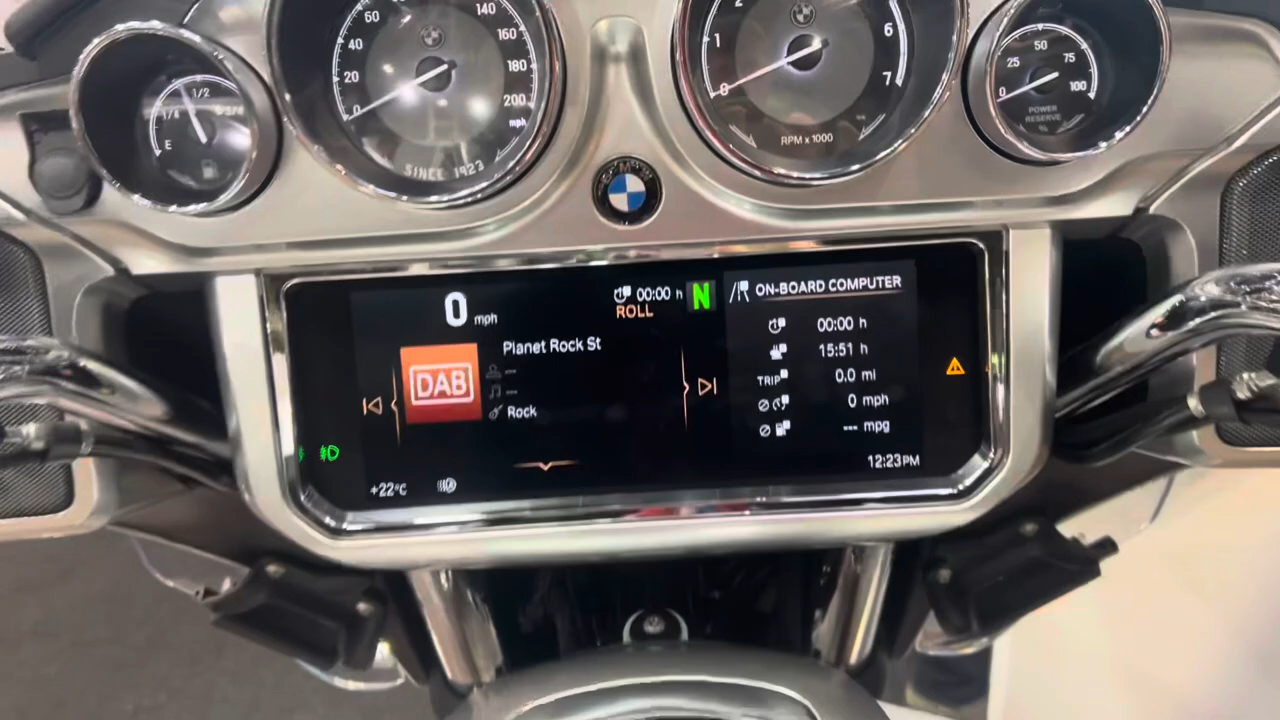 1/2
1/4
3/4
E
0
20
40
60
140
160
180
200
mph
SINCE 1923
0
1
2
6
7
RPM x 1000
0
25
50
75
100
POWER
RESERVE
%
BMW
0 mph
00:00 h
N
ROLL
Planet Rock St
DAB
--
--
Rock
+22°C
ON-BOARD COMPUTER
00:00 h
15:51 h
TRIP 0.0 mi
0 mph
--- mpg
12:23PM